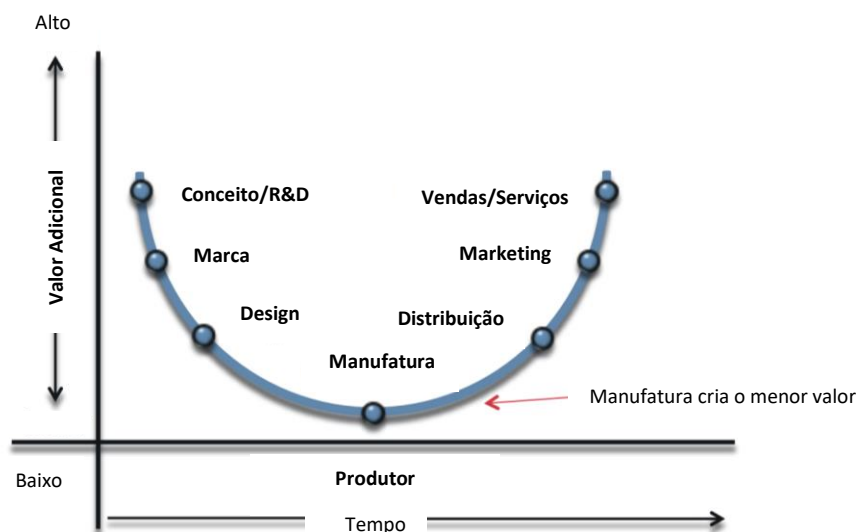 Alto
Valor Adicional
Conceito/R&D
Vendas/Serviços
Marca
Marketing
Design
Distribuição
Manufatura
Manufatura cria o menor valor
Baixo
Produtor
Tempo